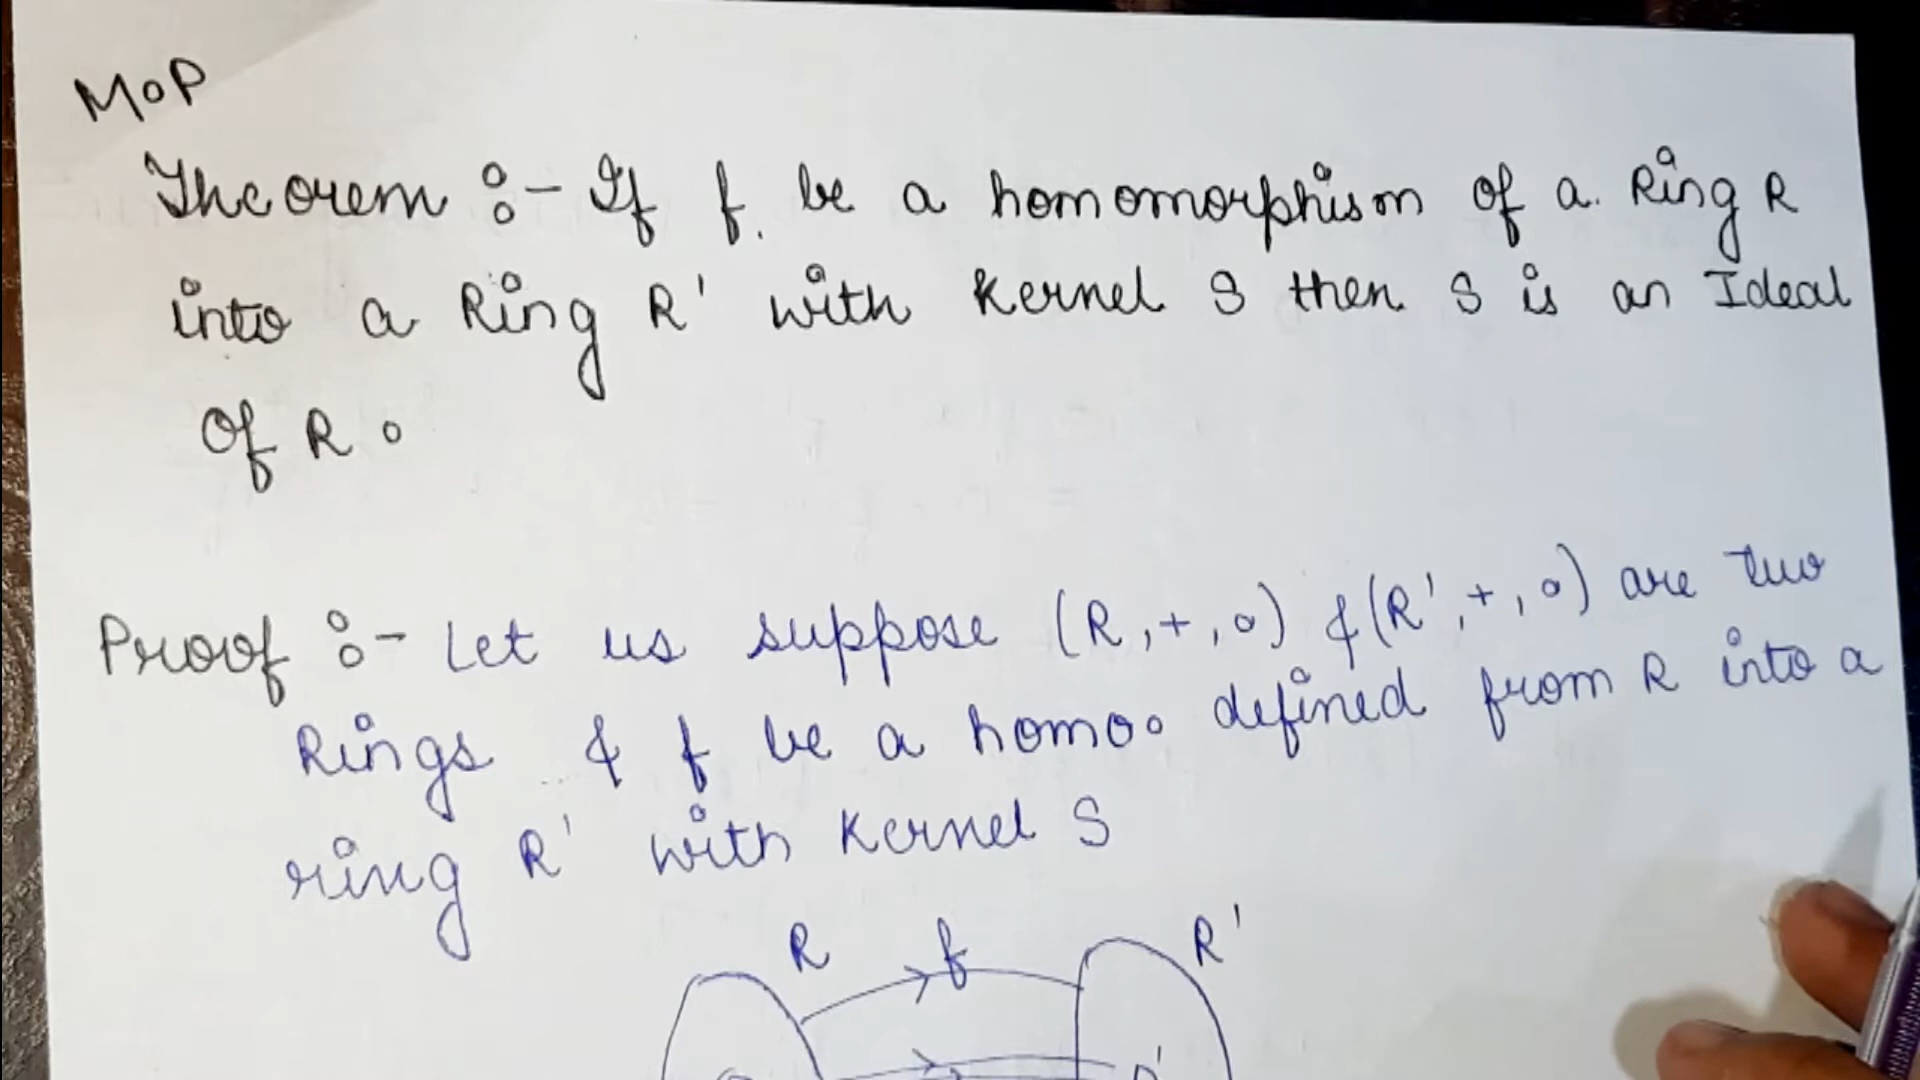 MOP
Theorem :- If f. be a homomorphism of a. Ring R
into a Ring R' with Kernel S then S is an Ideal
Of R.
Proof :- Let us suppose (R,+,o) & (R',+,o) are two
Rings & f be a homo. defined from R into a
ring R' with Kernel S
R f R'